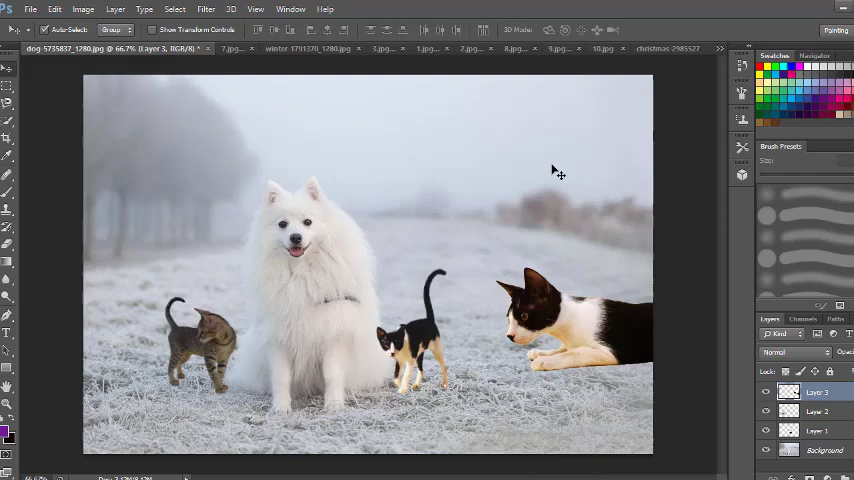 Ps File Edit Image Layer Type Select Filter 3D View Window Help
Auto-Select: Group Show Transform Controls 3D Mode: Painting
dog-5735837_1280.jpg @ 66.7% (Layer 3, RGB/8) * × 7.jpg... × winter-1791370_1280.jpg × 3.jpg... × 1.jpg... × 2.jpg... × 8.jpg... × 9.jpg... × 10.jpg × christmas-2985527
Swatches Navigator
Brush Presets
Size:
Layers Channels Paths
Kind
Normal
Lock:
Layer 3
Layer 2
Layer 1
Background